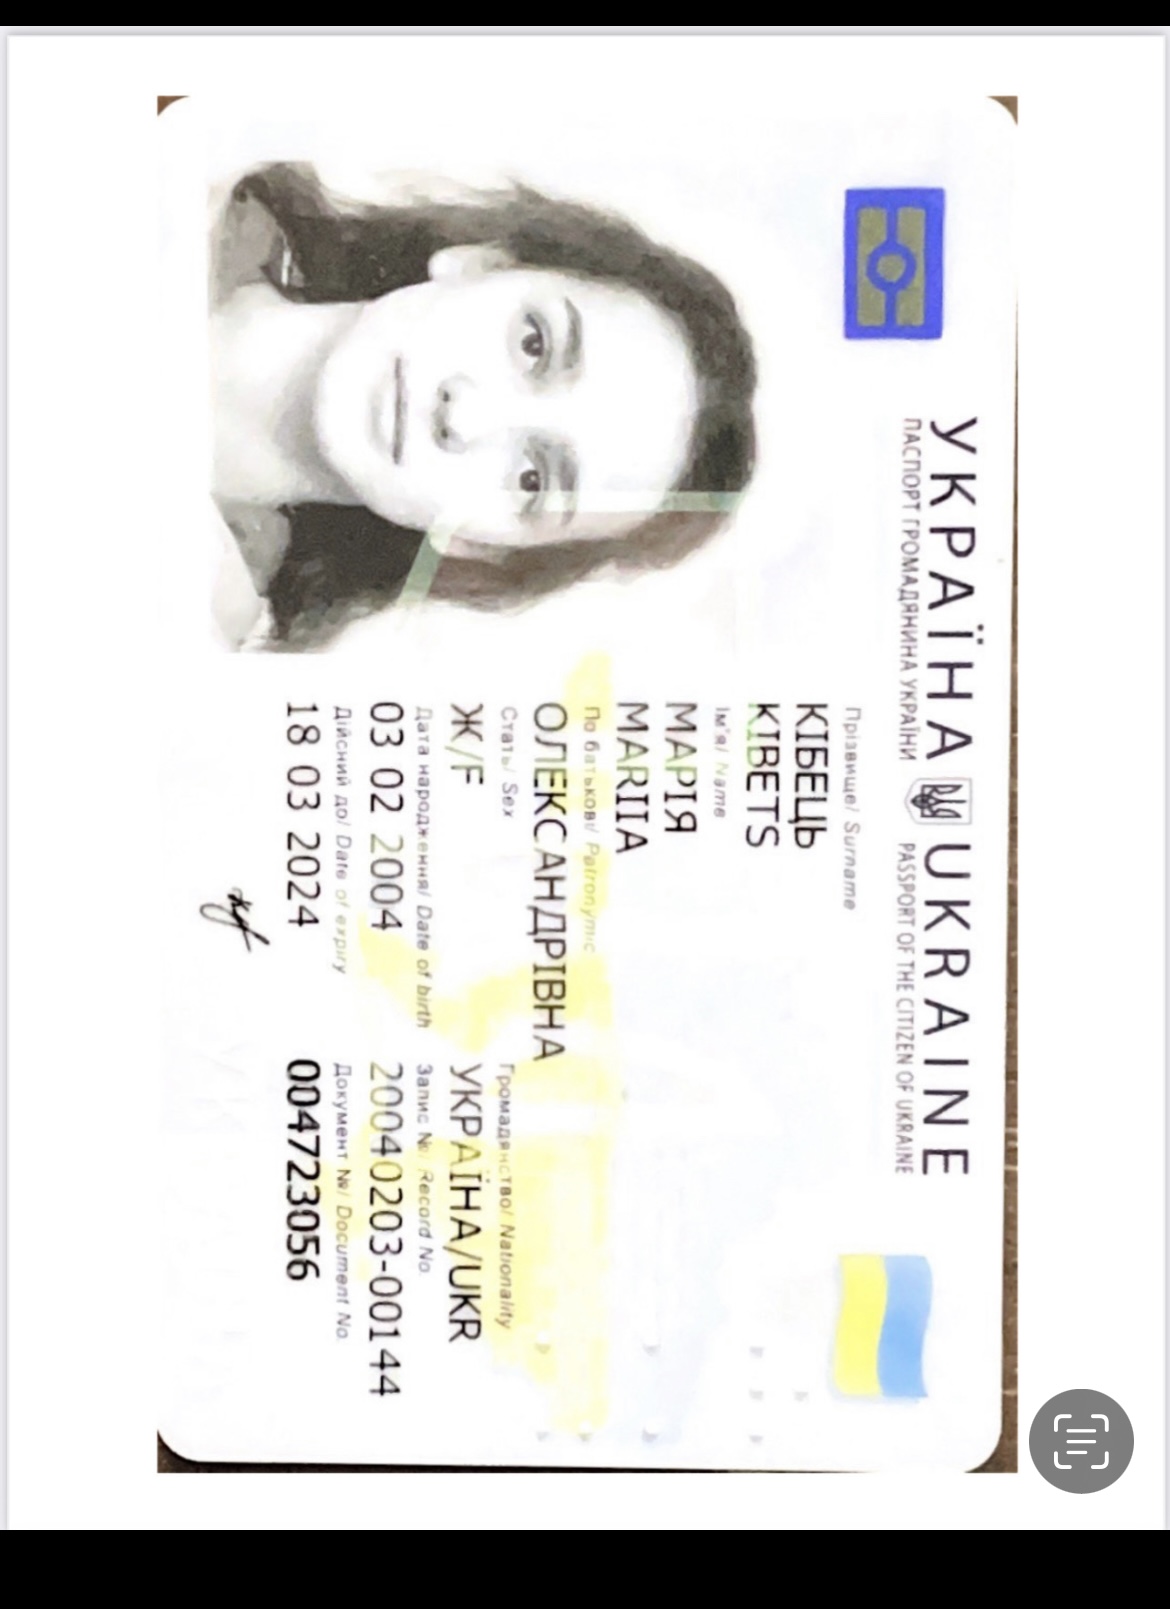 УКРАЇНА UKRAINE
ПАСПОРТ ГРОМАДЯНИНА УКРАЇНИ PASSPORT OF THE CITIZEN OF UKRAINE
Прізвище/ Surname
КІБЕЦЬ
KIBETS
Ім'я/ Name
МАРІЯ
MARIIA
По батькові/ Patronymic
ОЛЕКСАНДРІВНА
Стать/ Sex Громадянство/ Nationality
Ж/F УКРАЇНА/UKR
Дата народження/ Date of birth Запис №/ Record No.
03 02 2004 20040203-00144
Дійсний до/ Date of expiry Документ №/ Document No.
18 03 2024 004723056